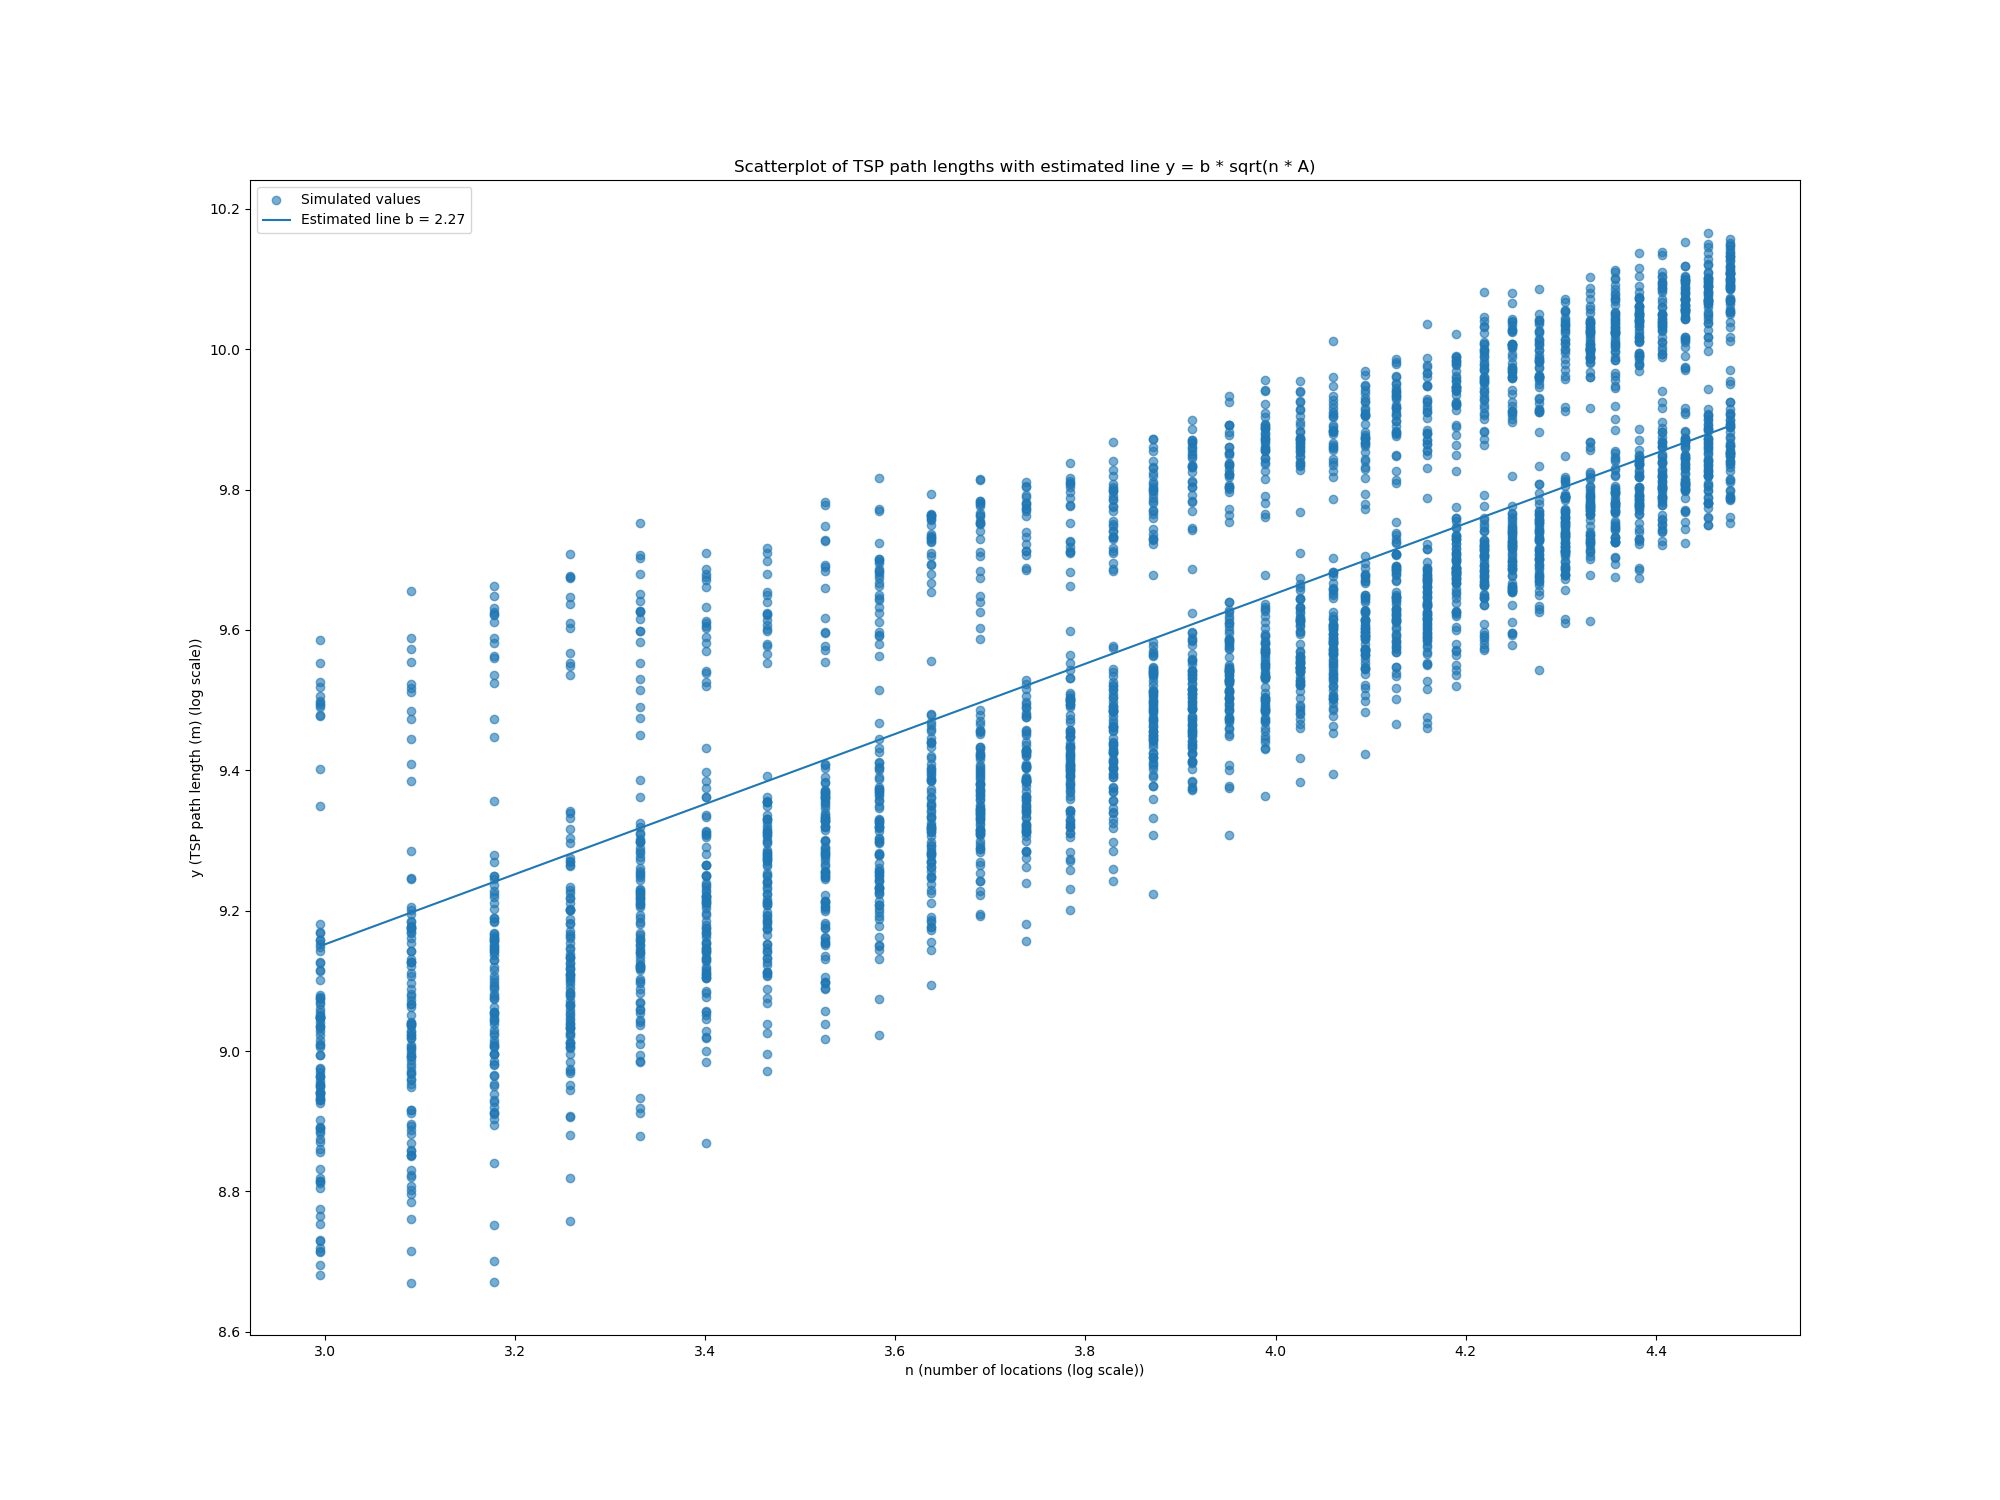 Scatterplot of TSP path lengths with estimated line y = b * sqrt(n * A)
Simulated values
Estimated line b = 2.27
10.2
10.0
9.8
9.6
9.4
9.2
9.0
8.8
8.6
y (TSP path length (m) (log scale))
3.0 3.2 3.4 3.6 3.8 4.0 4.2 4.4
n (number of locations (log scale))